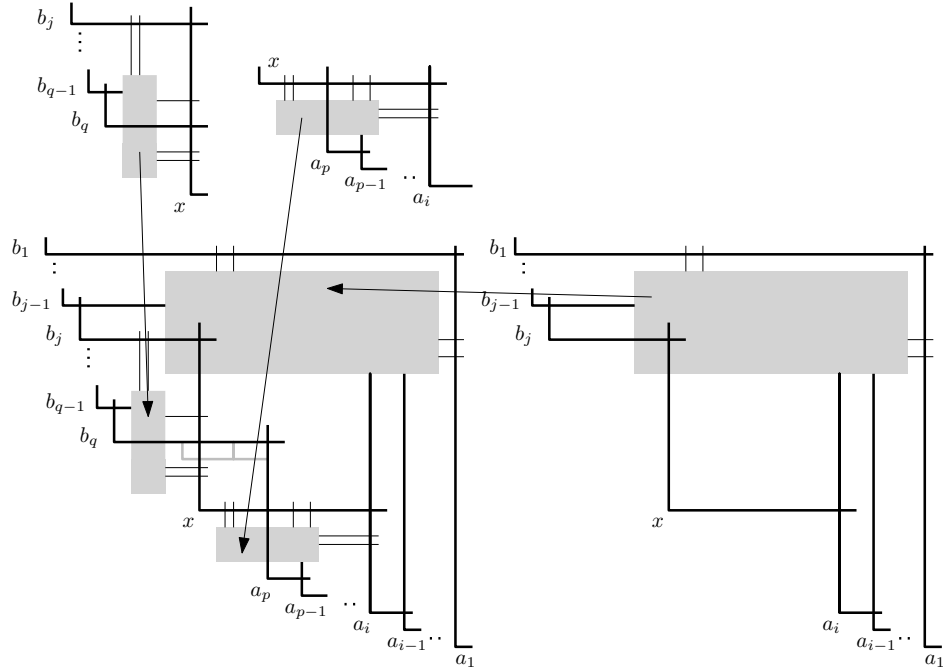 b_j
⋮
b_{q-1}
b_q
x
x
a_p
a_{p-1}
..
a_i
b_1
⋮
b_{j-1}
b_j
⋮
b_{q-1}
b_q
x
a_p
a_{p-1}
..
a_i
a_{i-1}
..
a_1
b_1
⋮
b_{j-1}
b_j
x
a_i
a_{i-1}
..
a_1